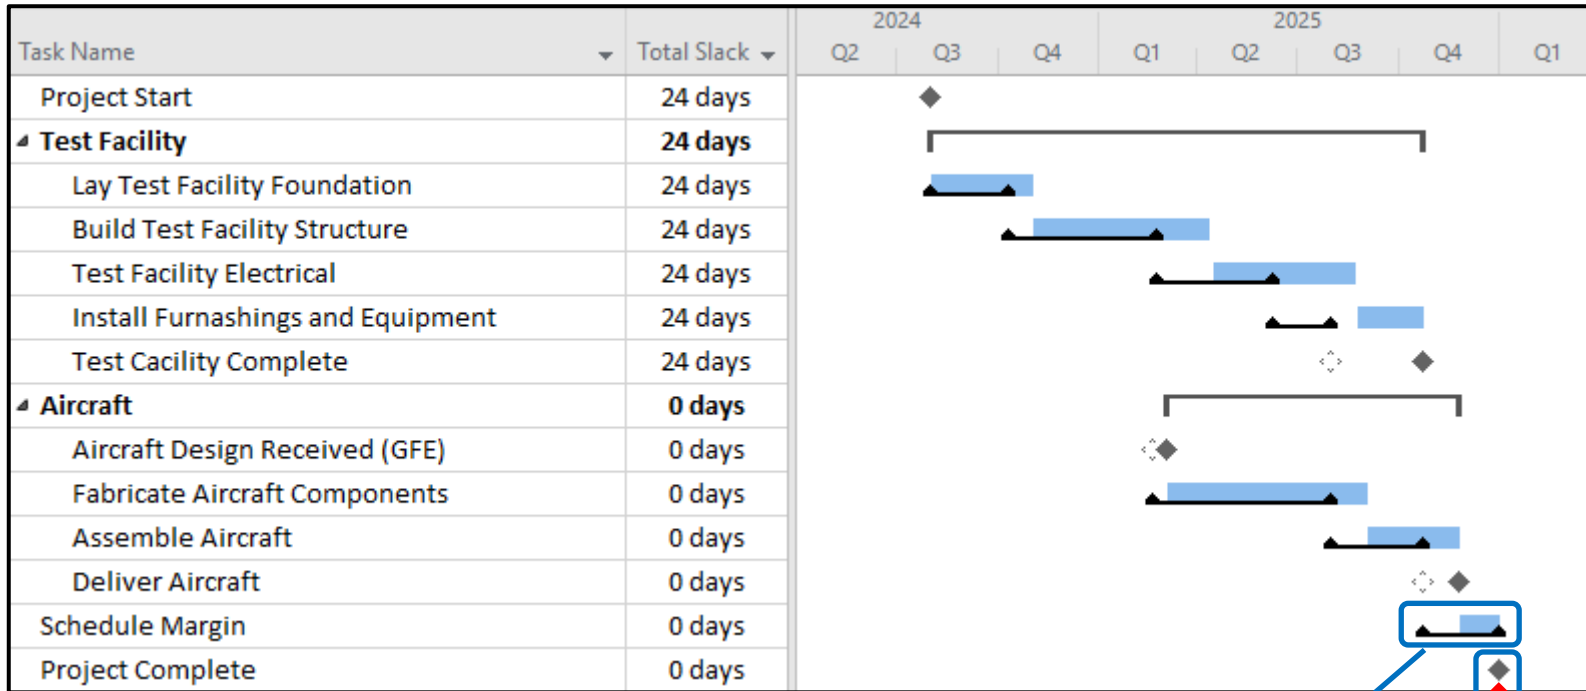 2024 2025
Task Name Total Slack Q2 Q3 Q4 Q1 Q2 Q3 Q4 Q1
Project Start 24 days
Test Facility 24 days
Lay Test Facility Foundation 24 days
Build Test Facility Structure 24 days
Test Facility Electrical 24 days
Install Furnashings and Equipment 24 days
Test Cacility Complete 24 days
Aircraft 0 days
Aircraft Design Received (GFE) 0 days
Fabricate Aircraft Components 0 days
Assemble Aircraft 0 days
Deliver Aircraft 0 days
Schedule Margin 0 days
Project Complete 0 days